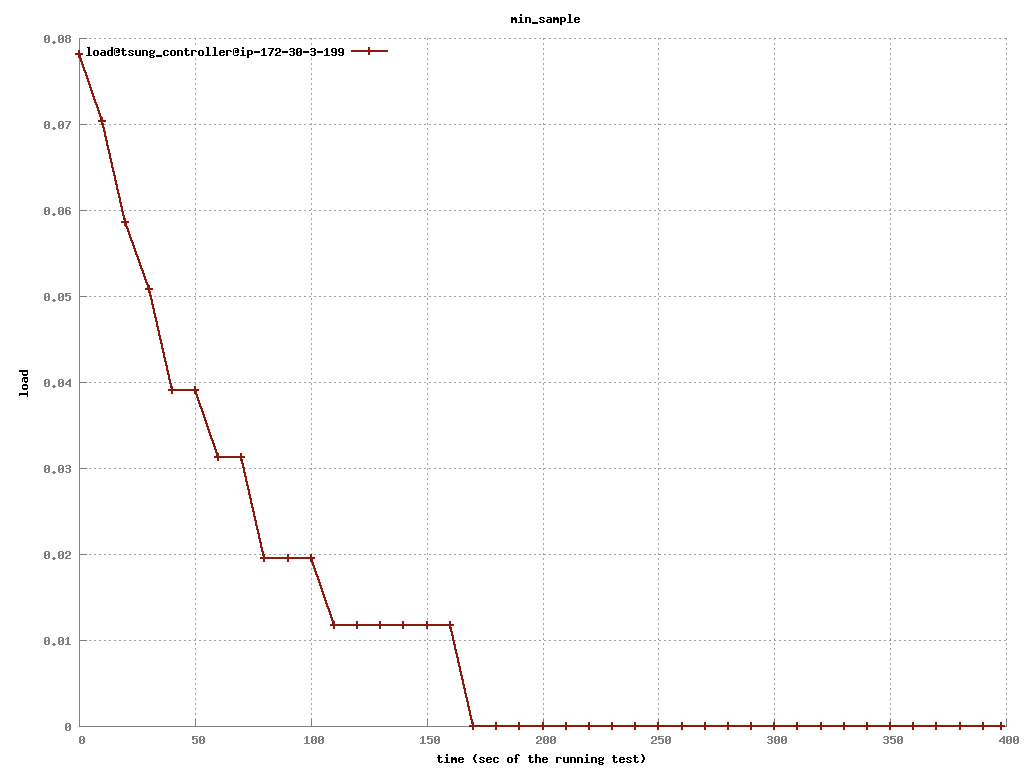 min_sample
load@tsung_controller@ip-172-30-3-199
0.08
0.07
0.06
0.05
0.04
0.03
0.02
0.01
0
load
0 50 100 150 200 250 300 350 400
time (sec of the running test)